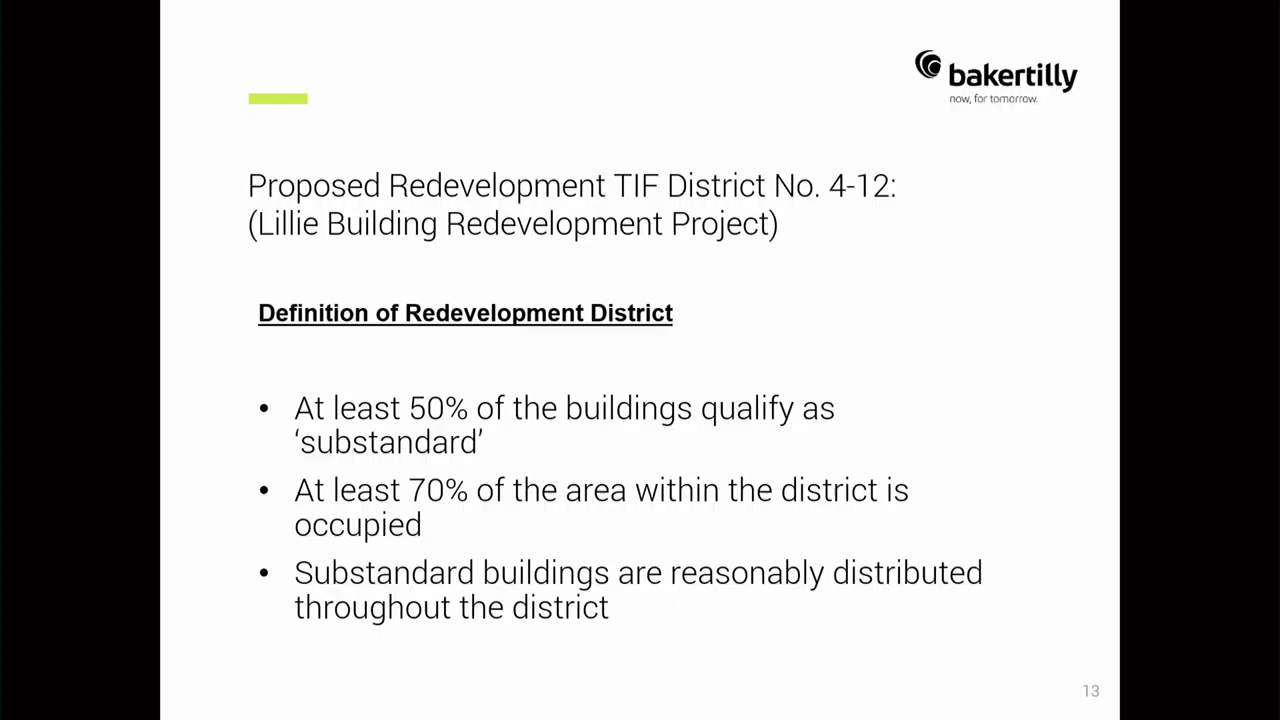 bakertilly
now, for tomorrow.
Proposed Redevelopment TIF District No. 4-12:
(Lillie Building Redevelopment Project)
Definition of Redevelopment District
• At least 50% of the buildings qualify as
‘substandard’
• At least 70% of the area within the district is
occupied
• Substandard buildings are reasonably distributed
throughout the district
13